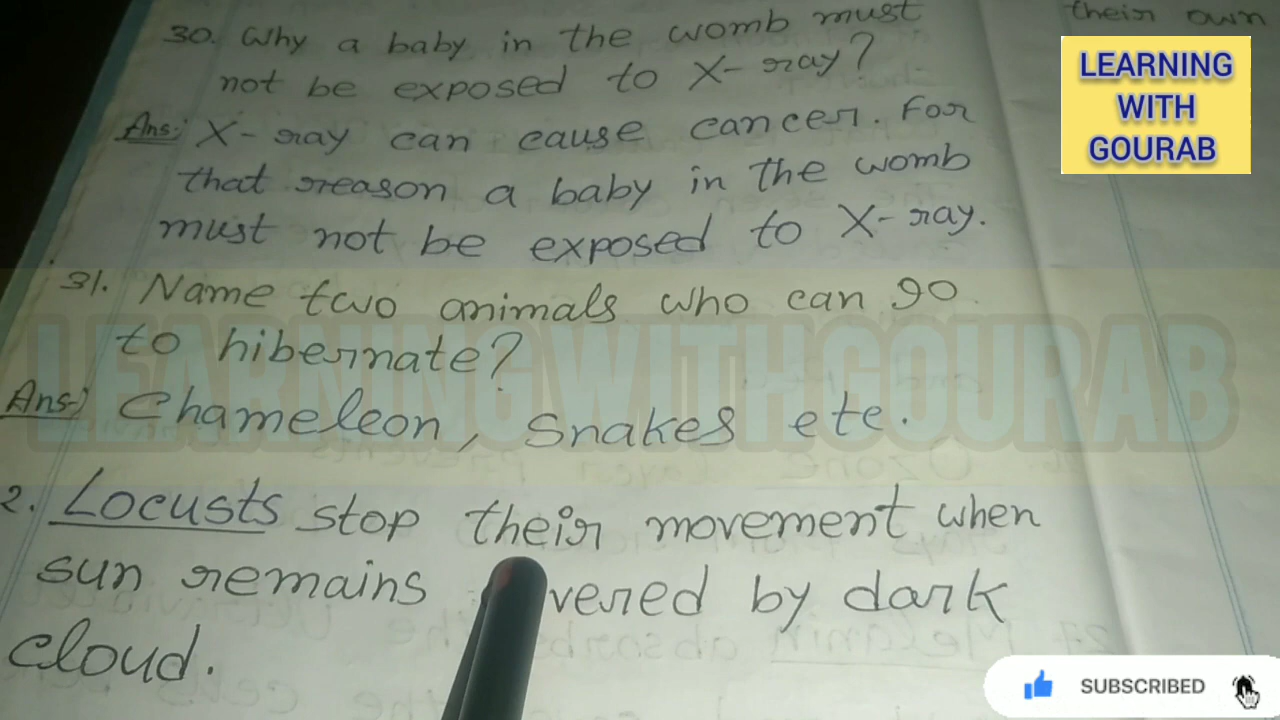 their own
30. Why a baby in the womb must
not be exposed to X-ray?
Ans:- X-ray can cause cancer. For
that reason a baby in the womb
must not be exposed to X-ray.
31. Name two animals who can go
to hibernate?
Ans:-) Chameleon, Snakes etc.
2. Locusts stop their movement when
sun remains vered by dark
cloud.
LEARNING
WITH
GOURAB
LEARNINGWITHGOURAB
SUBSCRIBED